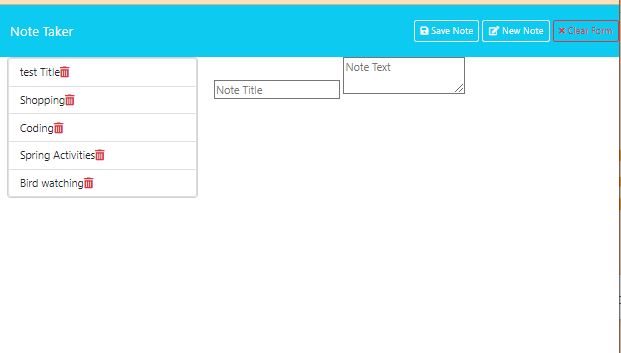 Note Taker
Save Note
New Note
Clear Form
test Title
Shopping
Coding
Spring Activities
Bird watching
Note Title
Note Text